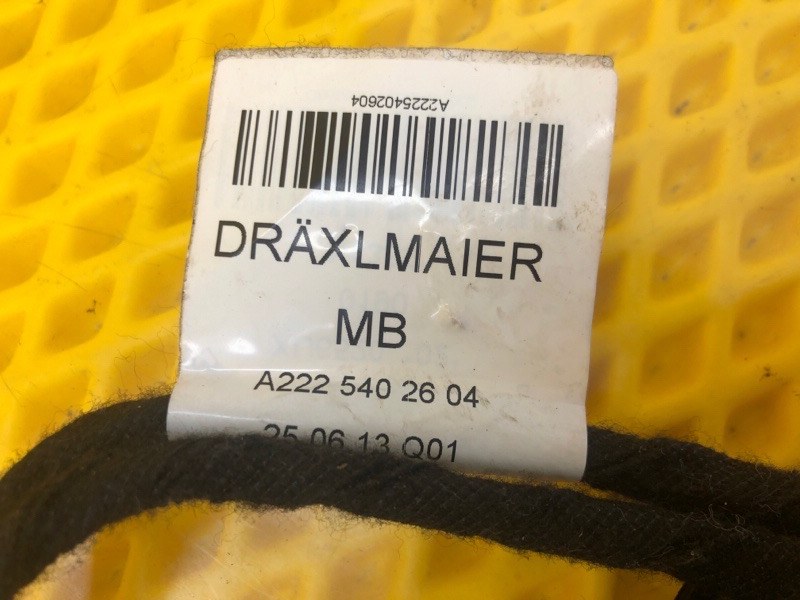 A2225402604
DRÄXLMAIER
MB
A222 540 26 04
25.06.13 Q01